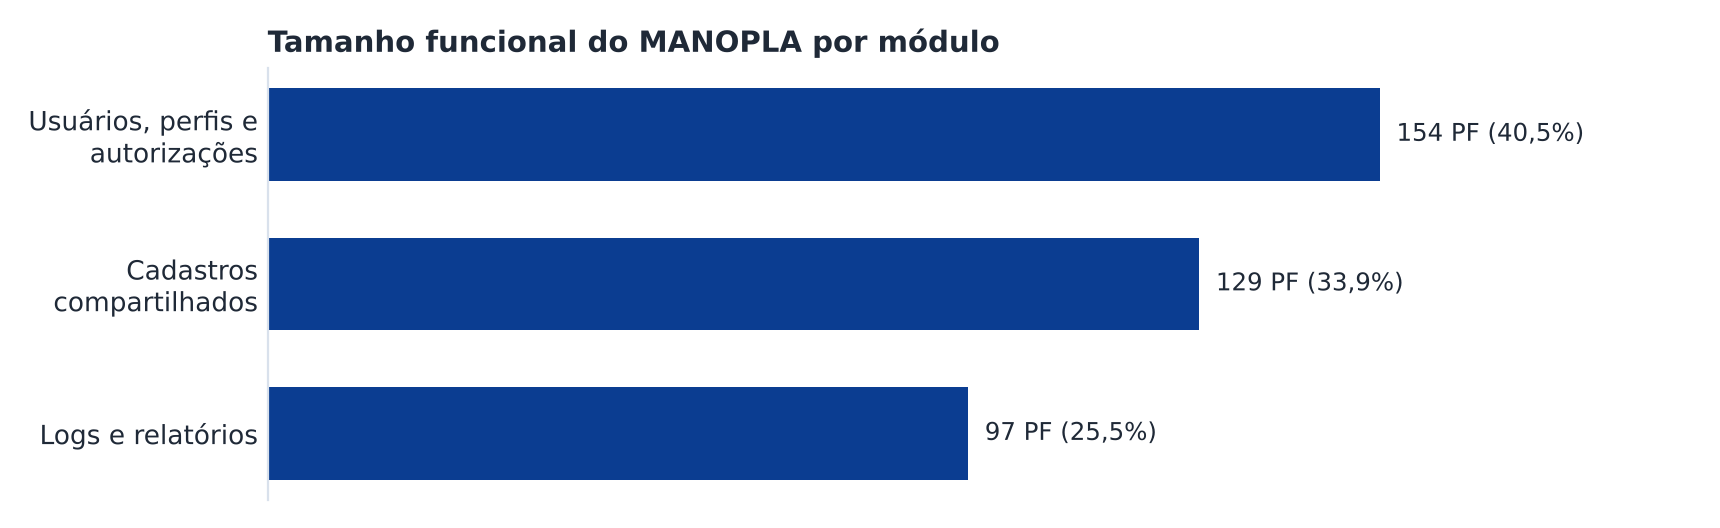 Tamanho funcional do MANOPLA por módulo
Usuários, perfis e
autorizações
154 PF (40,5%)
Cadastros
compartilhados
129 PF (33,9%)
Logs e relatórios
97 PF (25,5%)